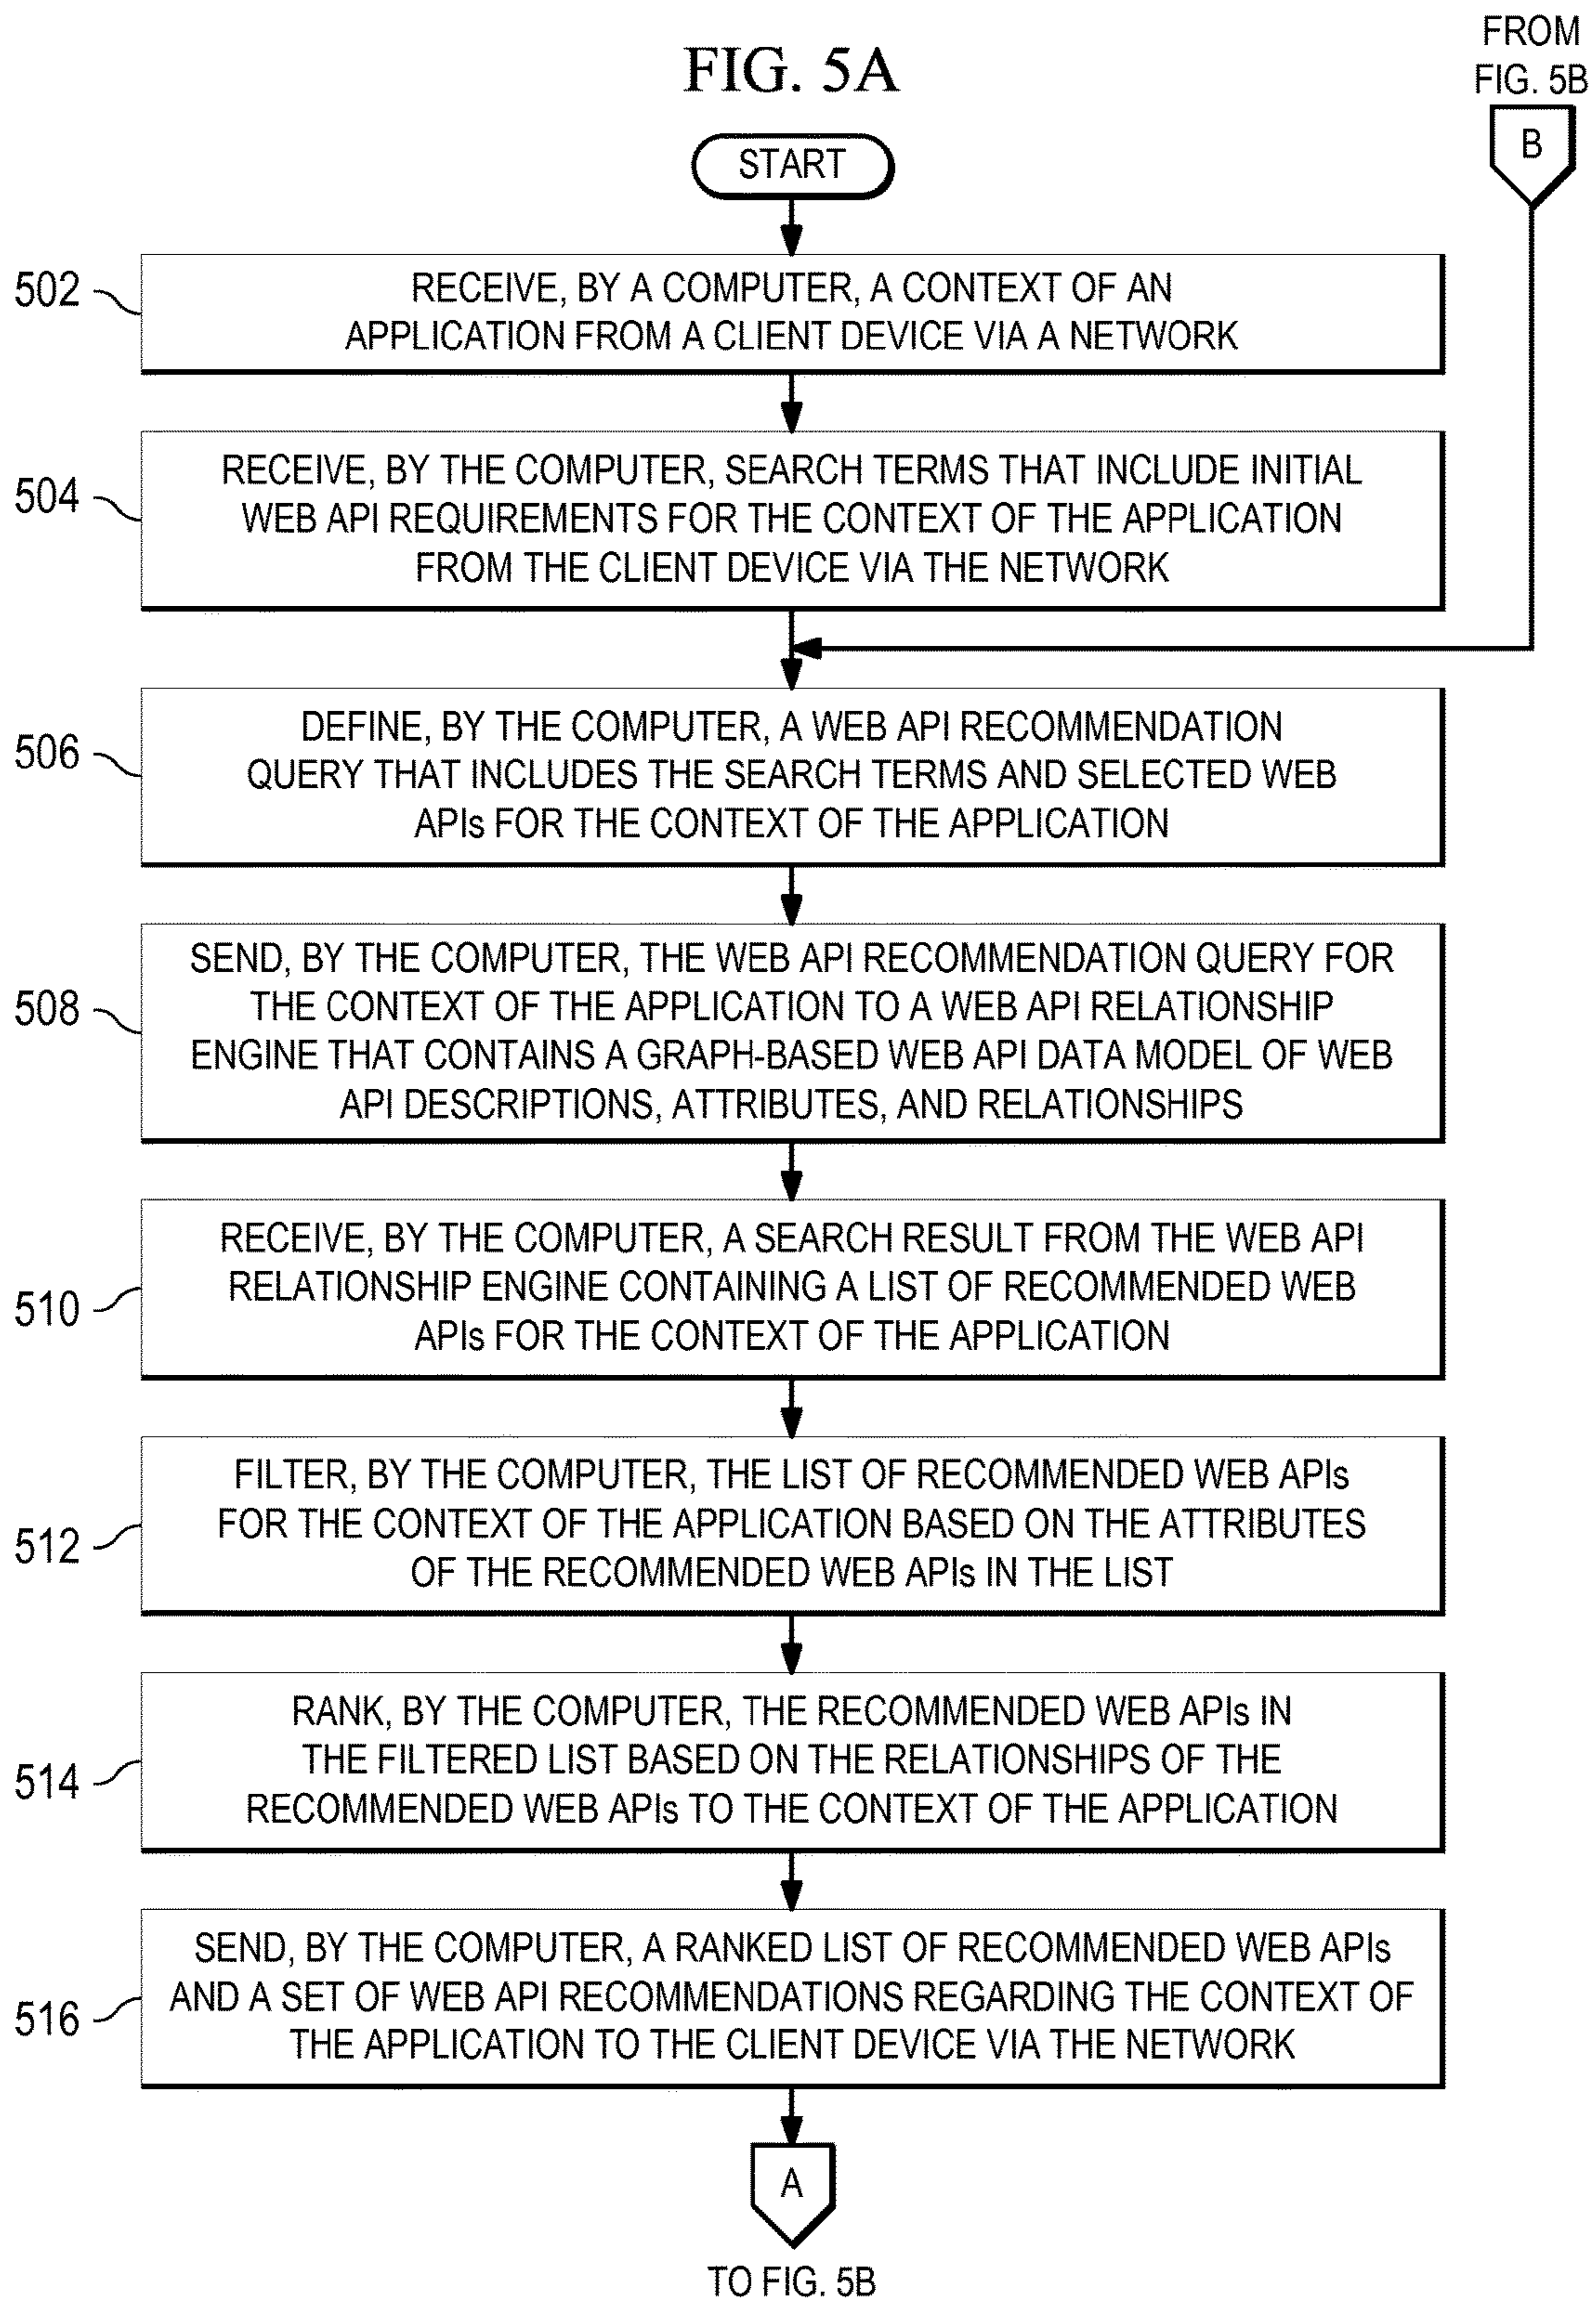 FROM
FIG. 5B
B
FIG. 5A
START
502
RECEIVE, BY A COMPUTER, A CONTEXT OF AN
APPLICATION FROM A CLIENT DEVICE VIA A NETWORK
504
RECEIVE, BY THE COMPUTER, SEARCH TERMS THAT INCLUDE INITIAL
WEB API REQUIREMENTS FOR THE CONTEXT OF THE APPLICATION
FROM THE CLIENT DEVICE VIA THE NETWORK
506
DEFINE, BY THE COMPUTER, A WEB API RECOMMENDATION
QUERY THAT INCLUDES THE SEARCH TERMS AND SELECTED WEB
APIs FOR THE CONTEXT OF THE APPLICATION
508
SEND, BY THE COMPUTER, THE WEB API RECOMMENDATION QUERY FOR
THE CONTEXT OF THE APPLICATION TO A WEB API RELATIONSHIP
ENGINE THAT CONTAINS A GRAPH-BASED WEB API DATA MODEL OF WEB
API DESCRIPTIONS, ATTRIBUTES, AND RELATIONSHIPS
510
RECEIVE, BY THE COMPUTER, A SEARCH RESULT FROM THE WEB API
RELATIONSHIP ENGINE CONTAINING A LIST OF RECOMMENDED WEB
APIs FOR THE CONTEXT OF THE APPLICATION
512
FILTER, BY THE COMPUTER, THE LIST OF RECOMMENDED WEB APIs
FOR THE CONTEXT OF THE APPLICATION BASED ON THE ATTRIBUTES
OF THE RECOMMENDED WEB APIs IN THE LIST
514
RANK, BY THE COMPUTER, THE RECOMMENDED WEB APIs IN
THE FILTERED LIST BASED ON THE RELATIONSHIPS OF THE
RECOMMENDED WEB APIs TO THE CONTEXT OF THE APPLICATION
516
SEND, BY THE COMPUTER, A RANKED LIST OF RECOMMENDED WEB APIs
AND A SET OF WEB API RECOMMENDATIONS REGARDING THE CONTEXT OF
THE APPLICATION TO THE CLIENT DEVICE VIA THE NETWORK
A
TO FIG. 5B